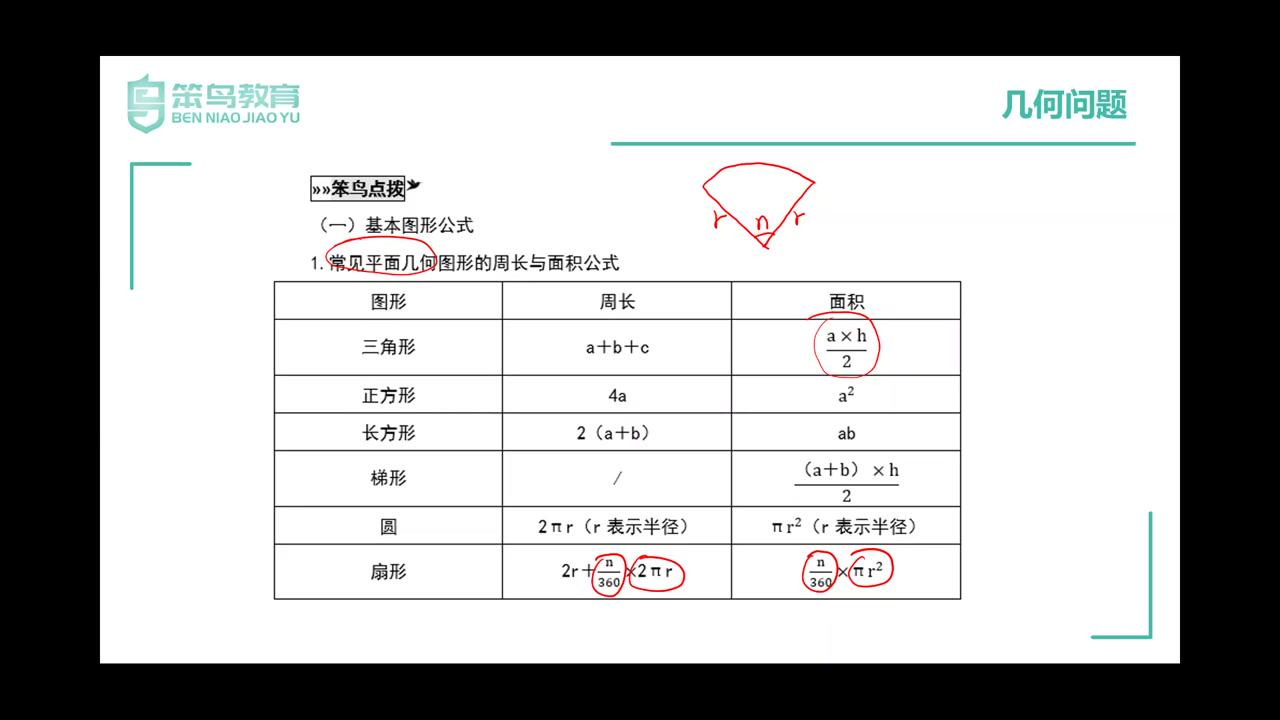 笨鸟教育
BEN NIAO JIAO YU
几何问题
»»笨鸟点拨
（一）基本图形公式
1.常见平面几何图形的周长与面积公式
r n r
图形 周长 面积
三角形 a＋b＋c a×h/2
正方形 4a a²
长方形 2（a＋b） ab
梯形 / （a＋b）×h/2
圆 2πr（r 表示半径） πr²（r 表示半径）
扇形 2r＋n/360×2πr n/360×πr²